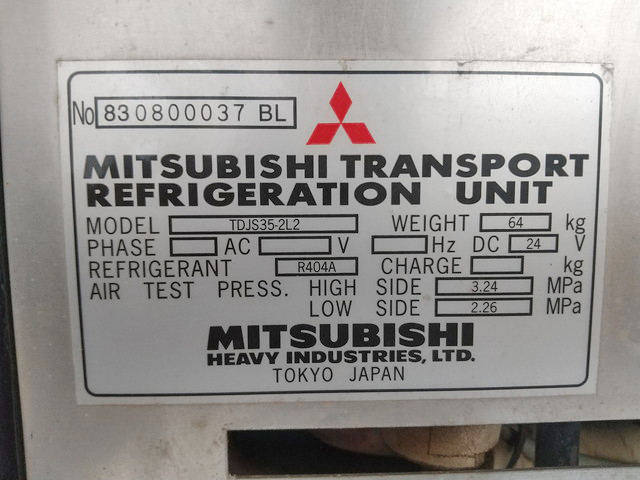 No 830800037 BL
MITSUBISHI TRANSPORT
REFRIGERATION UNIT
MODEL TDJS35-2L2 WEIGHT 64 kg
PHASE AC V Hz DC 24 V
REFRIGERANT R404A CHARGE kg
AIR TEST PRESS. HIGH SIDE 3.24 MPa
LOW SIDE 2.26 MPa
MITSUBISHI
HEAVY INDUSTRIES, LTD.
TOKYO JAPAN